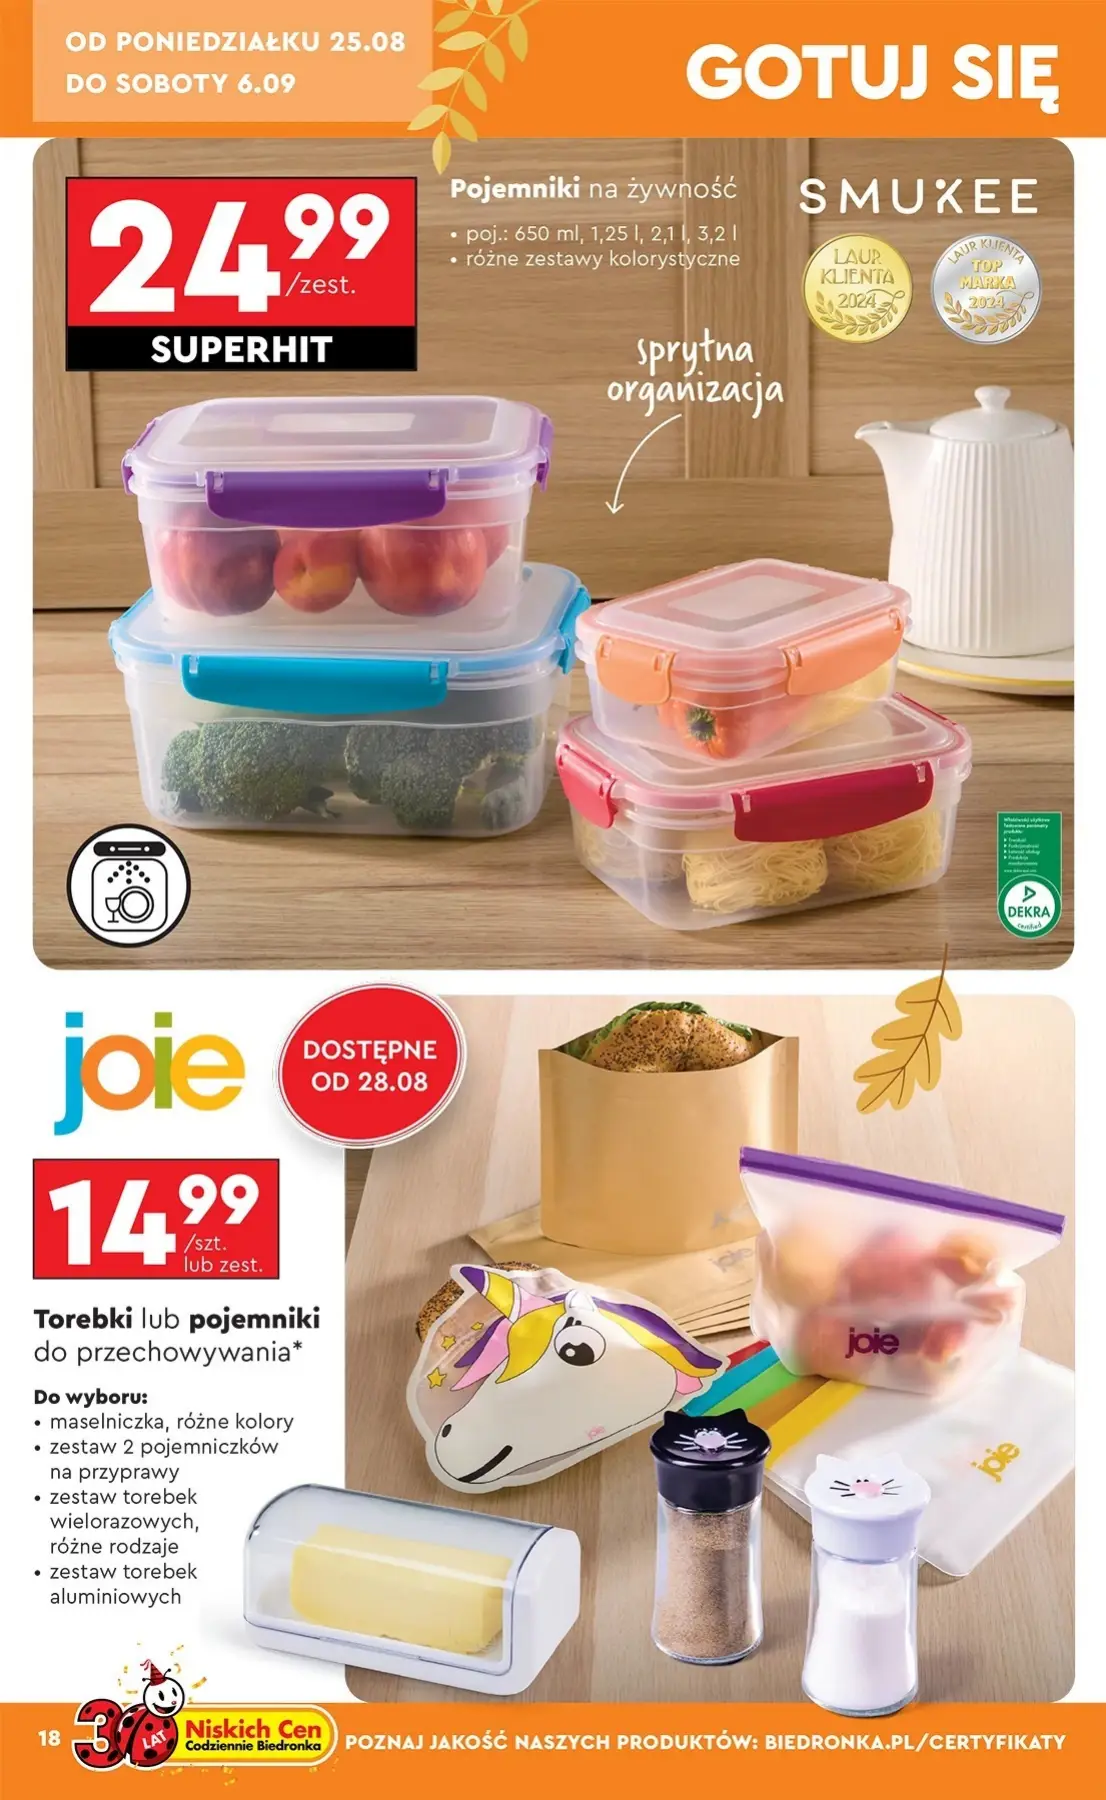 OD PONIEDZIAŁKU 25.08
DO SOBOTY 6.09
GOTUJ SIĘ
24.99
/zest.
SUPERHIT
Pojemniki na żywność
• poj.: 650 ml, 1,25 l, 2,1 l, 3,2 l
• różne zestawy kolorystyczne
SMUKEE
LAUR
KLIENTA
2024
LAUR KLIENTA
TOP
MARKA
2024
sprytna
organizacja
DEKRA
certified
joie
DOSTĘPNE
OD 28.08
14.99
/szt.
lub zest.
Torebki lub pojemniki
do przechowywania*
Do wyboru:
• maselniczka, różne kolory
• zestaw 2 pojemniczków
na przyprawy
• zestaw torebek
wielorazowych,
różne rodzaje
• zestaw torebek
aluminiowych
joie
joie
joie
18
30
LAT
Niskich Cen
Codziennie Biedronka
POZNAJ JAKOŚĆ NASZYCH PRODUKTÓW: BIEDRONKA.PL/CERTYFIKATY